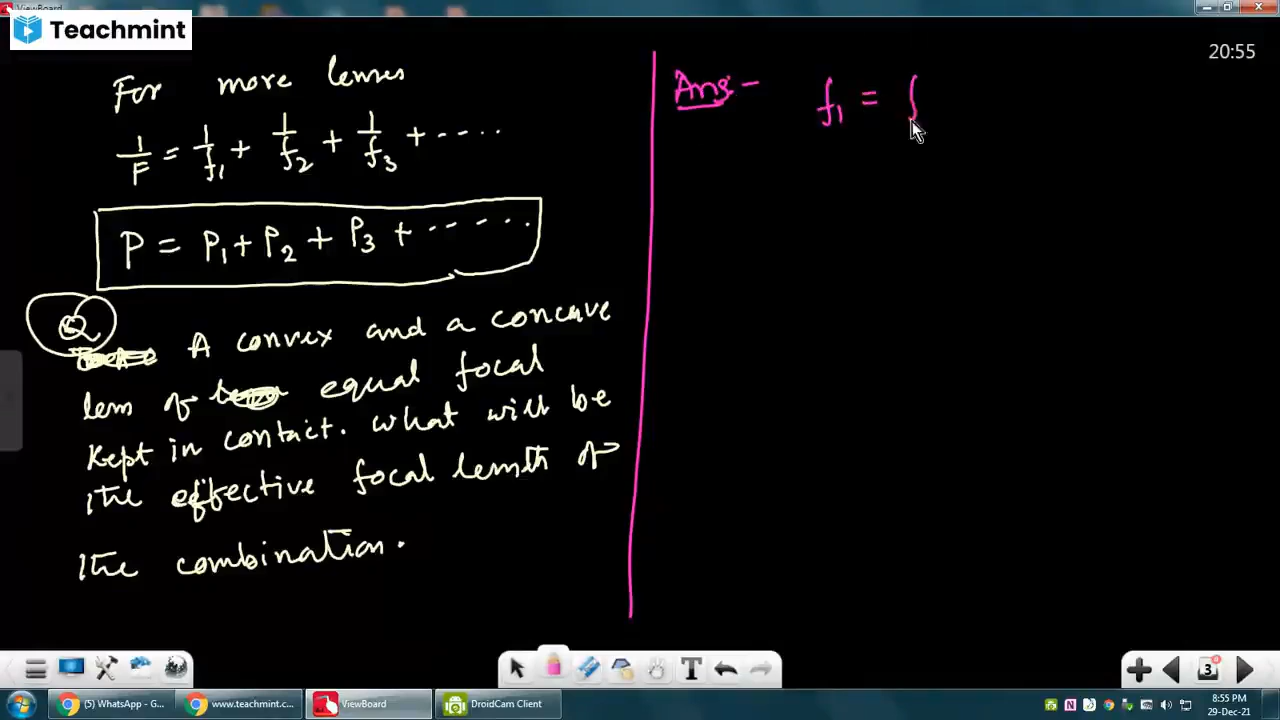 ViewBoard
Teachmint
20:55
For more lenses
1/F = 1/f1 + 1/f2 + 1/f3 + ....
P = P1 + P2 + P3 + ......
Q
A convex and a concave
lens of equal focal
kept in contact. What will be
the effective focal length of
the combination.
Ans:-
f1 = f
T
3
(5) WhatsApp - G...
www.teachmint.c...
ViewBoard
DroidCam Client
8:55 PM
29-Dec-21